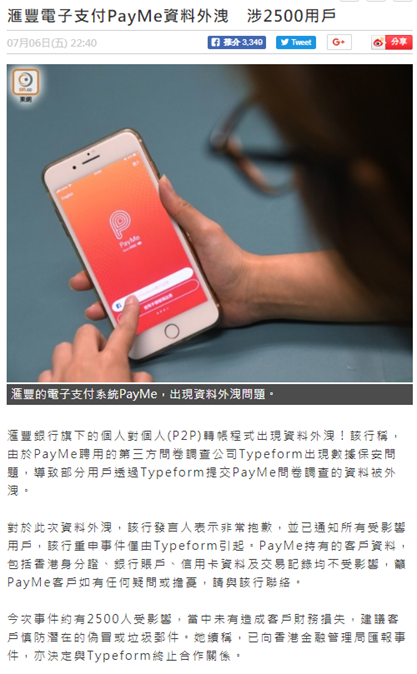 滙豐電子支付PayMe資料外洩　涉2500用戶
07月06日(五) 22:40
推介 3,349
Tweet
G+
分享
東網
PayMe
滙豐的電子支付系統PayMe，出現資料外洩問題。
滙豐銀行旗下的個人對個人(P2P)轉帳程式出現資料外洩！該行稱，
由於PayMe聘用的第三方問卷調查公司Typeform出現數據保安問
題，導致部分用戶透過Typeform提交PayMe問卷調查的資料被外
洩。
對於此次資料外洩，該行發言人表示非常抱歉，並已通知所有受影響
用戶，該行重申事件僅由Typeform引起。PayMe持有的客戶資料，
包括香港身分證、銀行賬戶、信用卡資料及交易記錄均不受影響，籲
PayMe客戶如有任何疑問或擔憂，請與該行聯絡。
今次事件約有2500人受影響，當中未有造成客戶財務損失，建議客
戶慎防潛在的偽冒或垃圾郵件。她續稱，已向香港金融管理局匯報事
件，亦決定與Typeform終止合作關係。